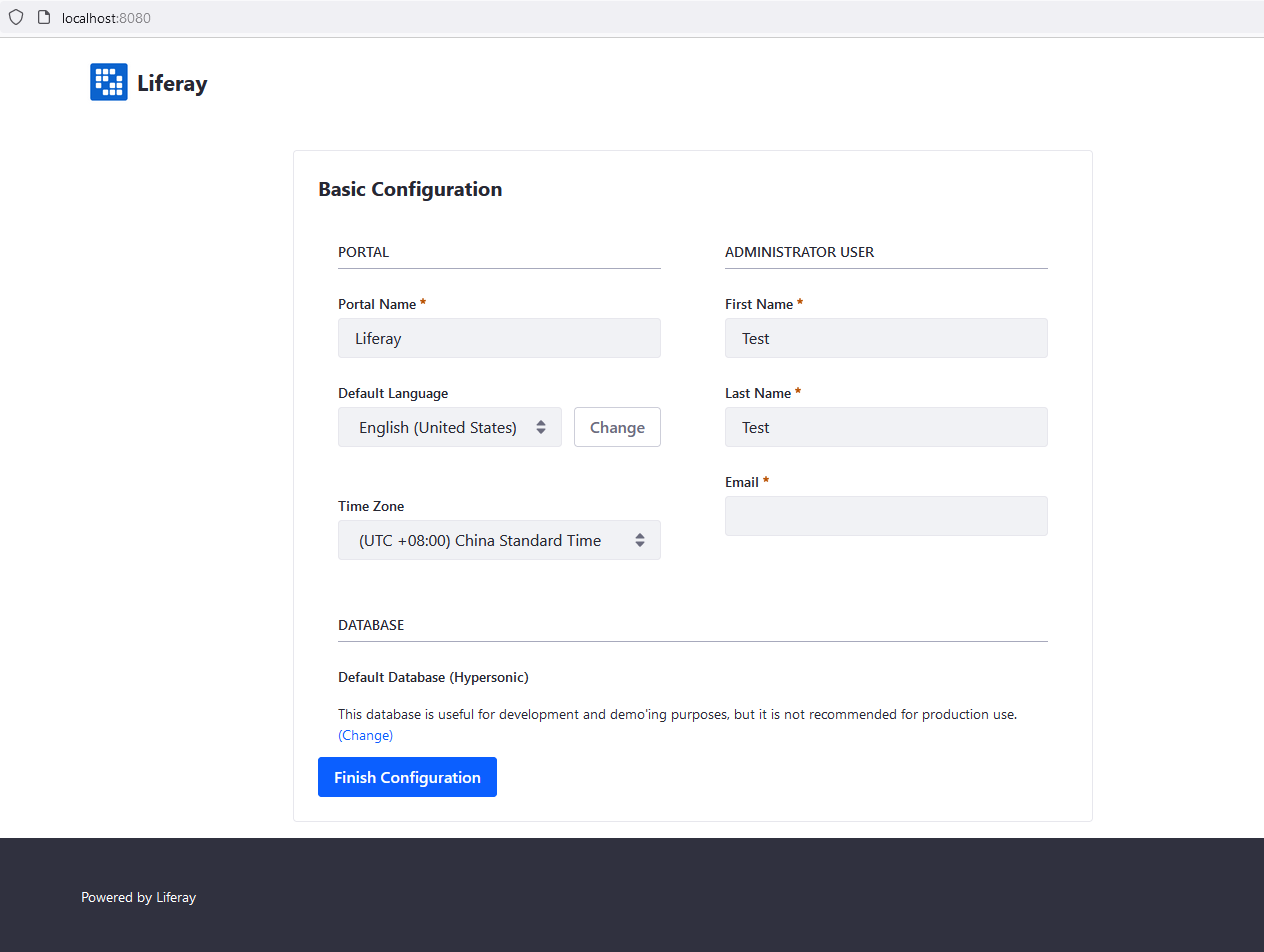 localhost:8080
Liferay
Basic Configuration
PORTAL
Portal Name *
Liferay
Default Language
English (United States)
Change
Time Zone
(UTC +08:00) China Standard Time
ADMINISTRATOR USER
First Name *
Test
Last Name *
Test
Email *
DATABASE
Default Database (Hypersonic)
This database is useful for development and demo'ing purposes, but it is not recommended for production use.
(Change)
Finish Configuration
Powered by Liferay